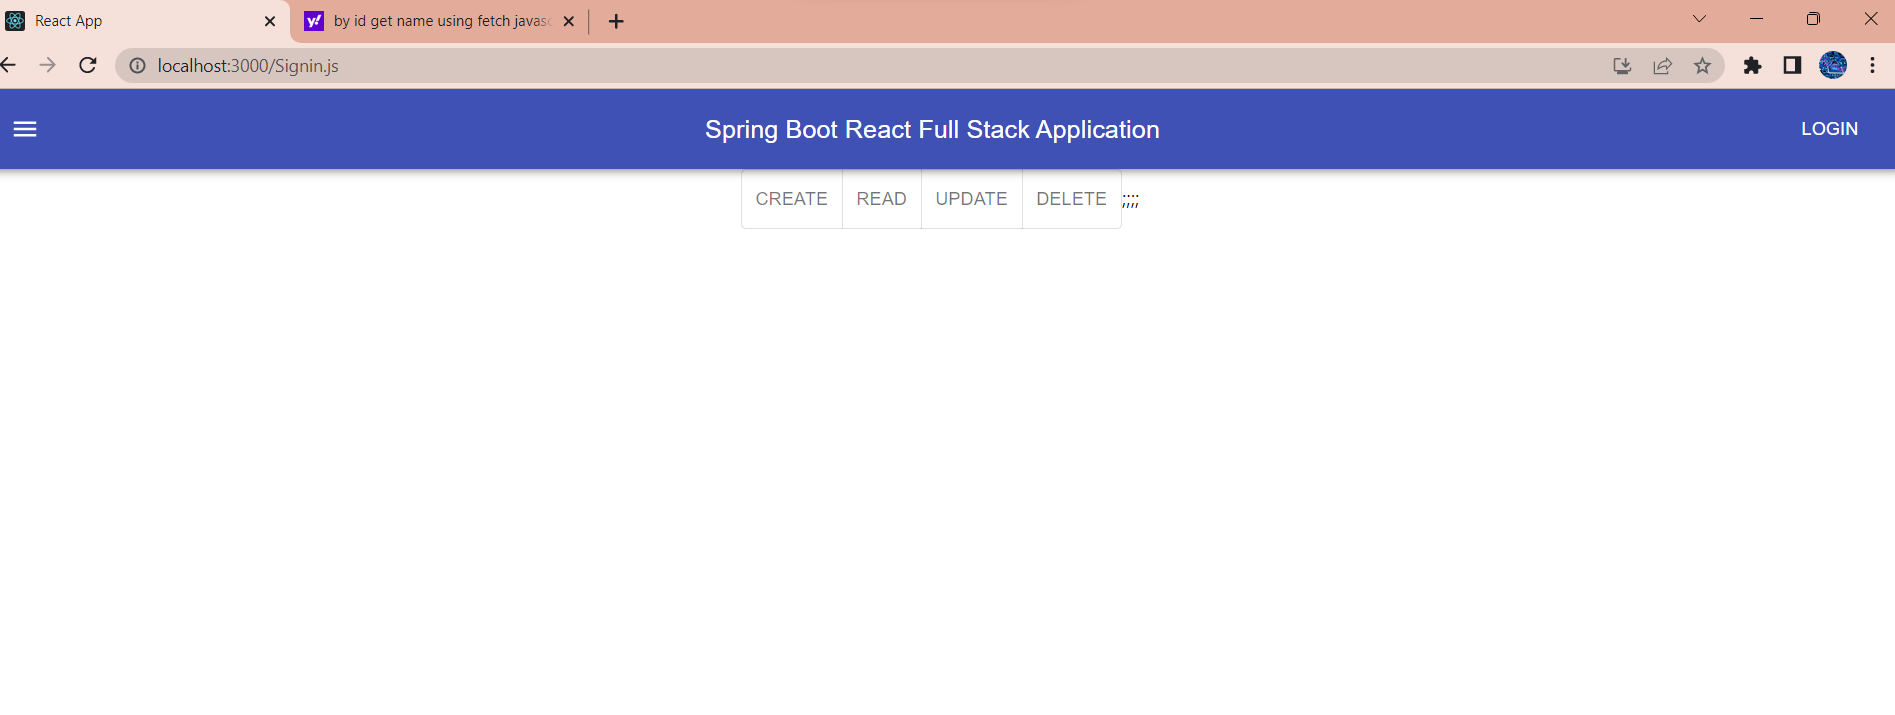 React App
y! by id get name using fetch javasc
localhost:3000/Signin.js
Spring Boot React Full Stack Application
LOGIN
CREATE READ UPDATE DELETE ;;;;